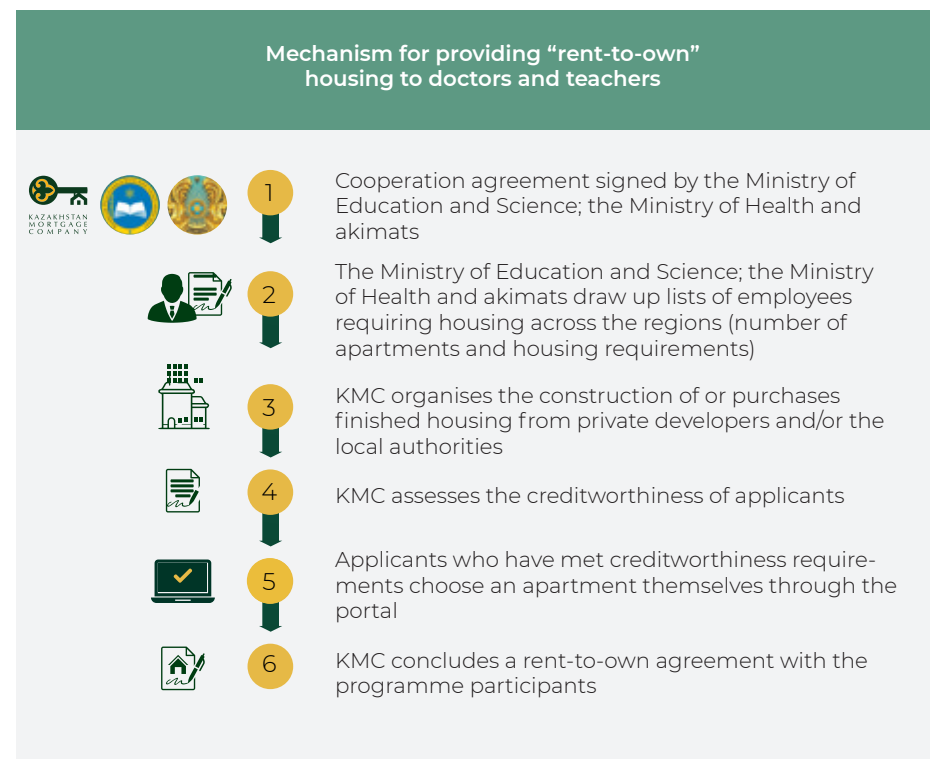 Mechanism for providing “rent-to-own”
housing to doctors and teachers
KAZAKHSTAN
MORTGAGE
COMPANY
1
Cooperation agreement signed by the Ministry of
Education and Science; the Ministry of Health and
akimats
2
The Ministry of Education and Science; the Ministry
of Health and akimats draw up lists of employees
requiring housing across the regions (number of
apartments and housing requirements)
3
KMC organises the construction of or purchases
finished housing from private developers and/or the
local authorities
4
KMC assesses the creditworthiness of applicants
5
Applicants who have met creditworthiness require-
ments choose an apartment themselves through the
portal
6
KMC concludes a rent-to-own agreement with the
programme participants